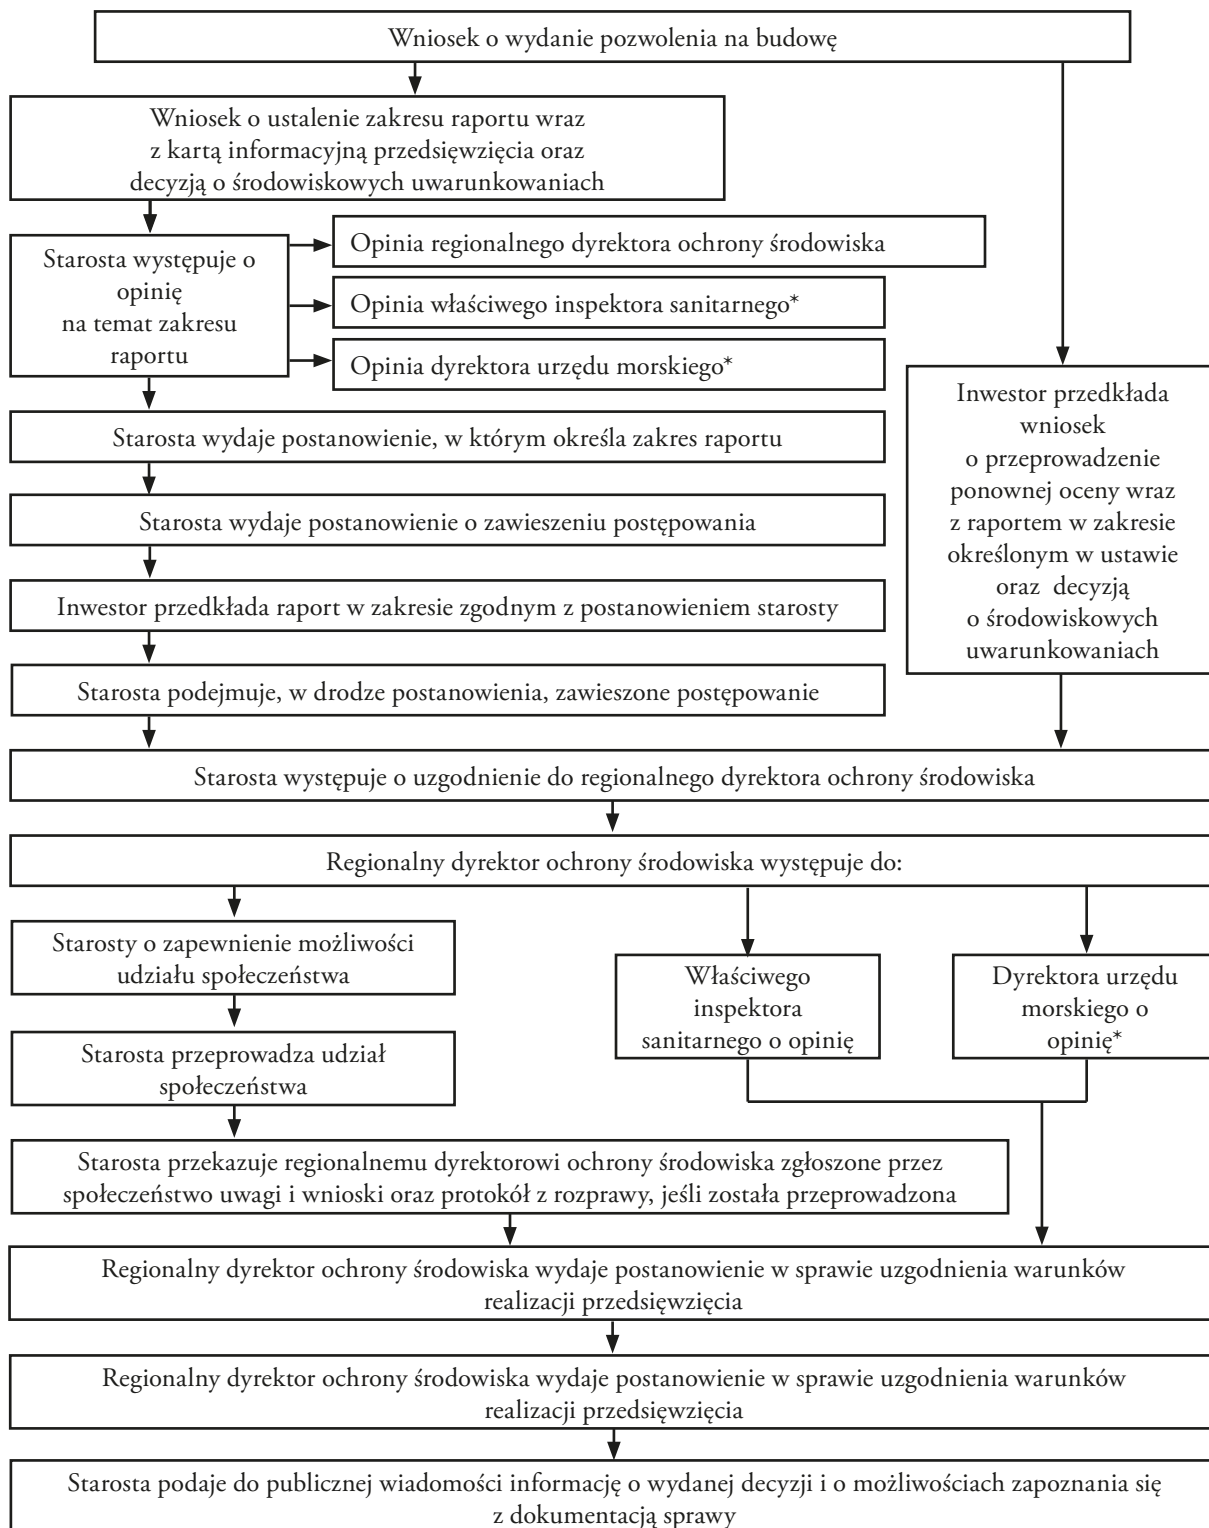 Wniosek o wydanie pozwolenia na budowę
Wniosek o ustalenie zakresu raportu wraz
z kartą informacyjną przedsięwzięcia oraz
decyzją o środowiskowych uwarunkowaniach
Starosta występuje o
opinię
na temat zakresu
raportu
Opinia regionalnego dyrektora ochrony środowiska
Opinia właściwego inspektora sanitarnego*
Opinia dyrektora urzędu morskiego*
Inwestor przedkłada
wniosek
o przeprowadzenie
ponownej oceny wraz
z raportem w zakresie
określonym w ustawie
oraz decyzją
o środowiskowych
uwarunkowaniach
Starosta wydaje postanowienie, w którym określa zakres raportu
Starosta wydaje postanowienie o zawieszeniu postępowania
Inwestor przedkłada raport w zakresie zgodnym z postanowieniem starosty
Starosta podejmuje, w drodze postanowienia, zawieszone postępowanie
Starosta występuje o uzgodnienie do regionalnego dyrektora ochrony środowiska
Regionalny dyrektor ochrony środowiska występuje do:
Starosty o zapewnienie możliwości
udziału społeczeństwa
Właściwego
inspektora
sanitarnego o opinię
Dyrektora urzędu
morskiego o
opinię*
Starosta przeprowadza udział
społeczeństwa
Starosta przekazuje regionalnemu dyrektorowi ochrony środowiska zgłoszone przez
społeczeństwo uwagi i wnioski oraz protokół z rozprawy, jeśli została przeprowadzona
Regionalny dyrektor ochrony środowiska wydaje postanowienie w sprawie uzgodnienia warunków
realizacji przedsięwzięcia
Regionalny dyrektor ochrony środowiska wydaje postanowienie w sprawie uzgodnienia warunków
realizacji przedsięwzięcia
Starosta podaje do publicznej wiadomości informację o wydanej decyzji i o możliwościach zapoznania się
z dokumentacją sprawy